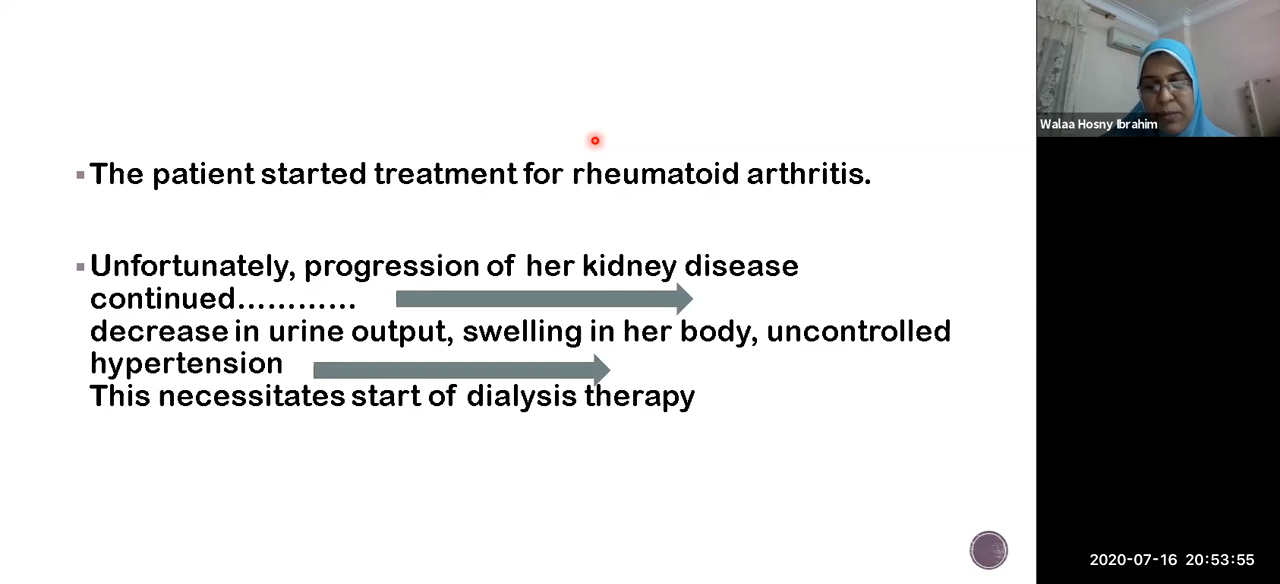 The patient started treatment for rheumatoid arthritis.
Unfortunately, progression of her kidney disease
continued............
decrease in urine output, swelling in her body, uncontrolled
hypertension
This necessitates start of dialysis therapy
Walaa Hosny Ibrahim
2020-07-16 20:53:55